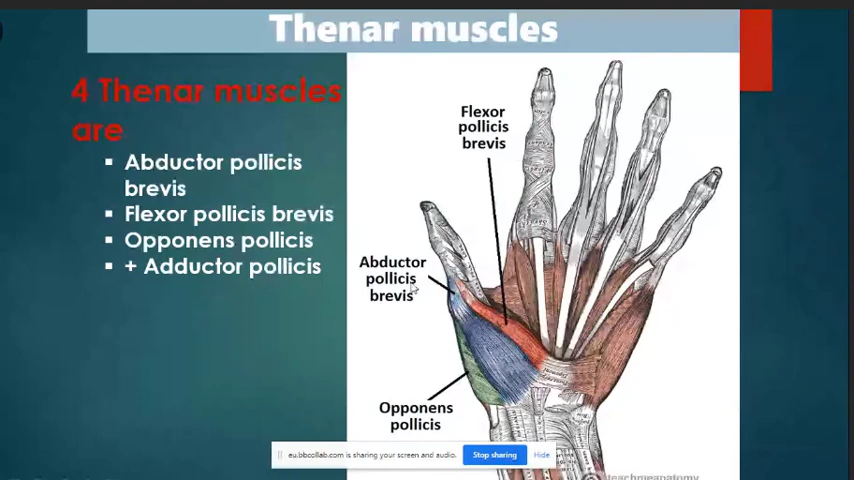 Thenar muscles
4 Thenar muscles
are
▪ Abductor pollicis
brevis
▪ Flexor pollicis brevis
▪ Opponens pollicis
▪ + Adductor pollicis
Flexor
pollicis
brevis
Abductor
pollicis
brevis
Opponens
pollicis
eu.bbcollab.com is sharing your screen and audio.
Stop sharing
Hide
teachmeanatomy